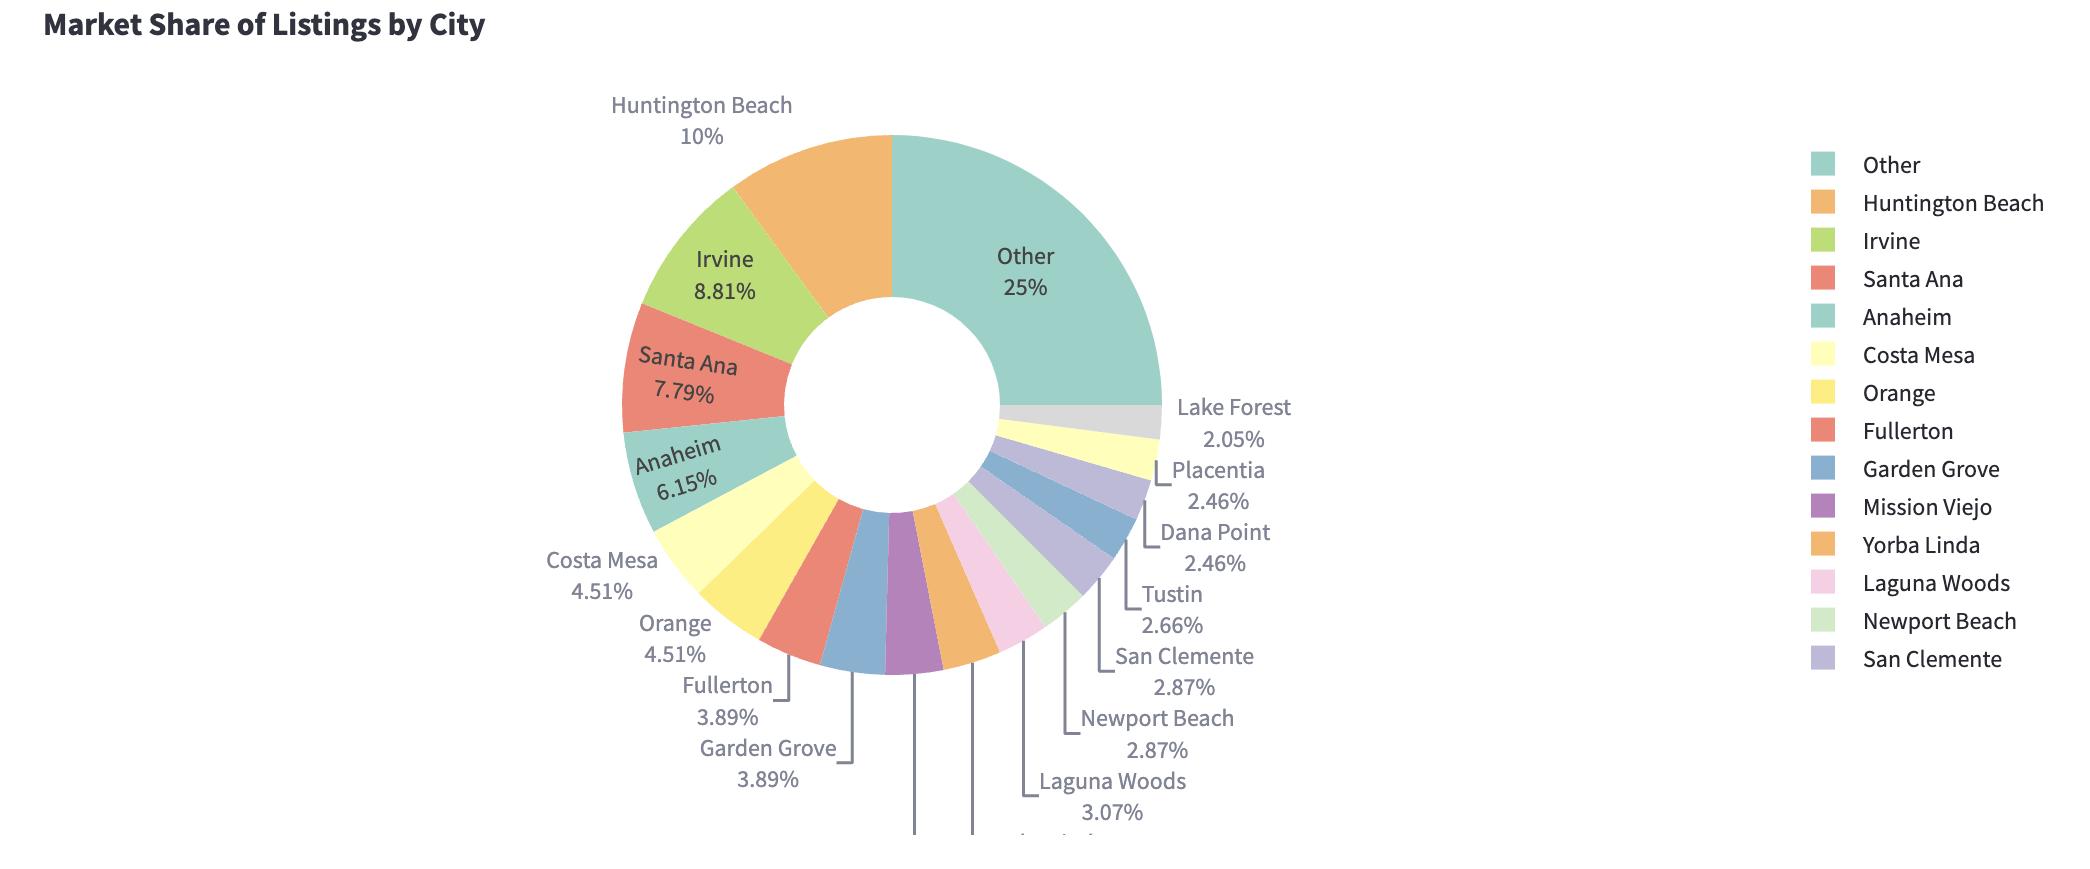 Market Share of Listings by City
Huntington Beach
10%
Other
25%
Irvine
8.81%
Santa Ana
7.79%
Anaheim
6.15%
Costa Mesa
4.51%
Orange
4.51%
Fullerton
3.89%
Garden Grove
3.89%
Lake Forest
2.05%
Placentia
2.46%
Dana Point
2.46%
Tustin
2.66%
San Clemente
2.87%
Newport Beach
2.87%
Laguna Woods
3.07%
Other
Huntington Beach
Irvine
Santa Ana
Anaheim
Costa Mesa
Orange
Fullerton
Garden Grove
Mission Viejo
Yorba Linda
Laguna Woods
Newport Beach
San Clemente